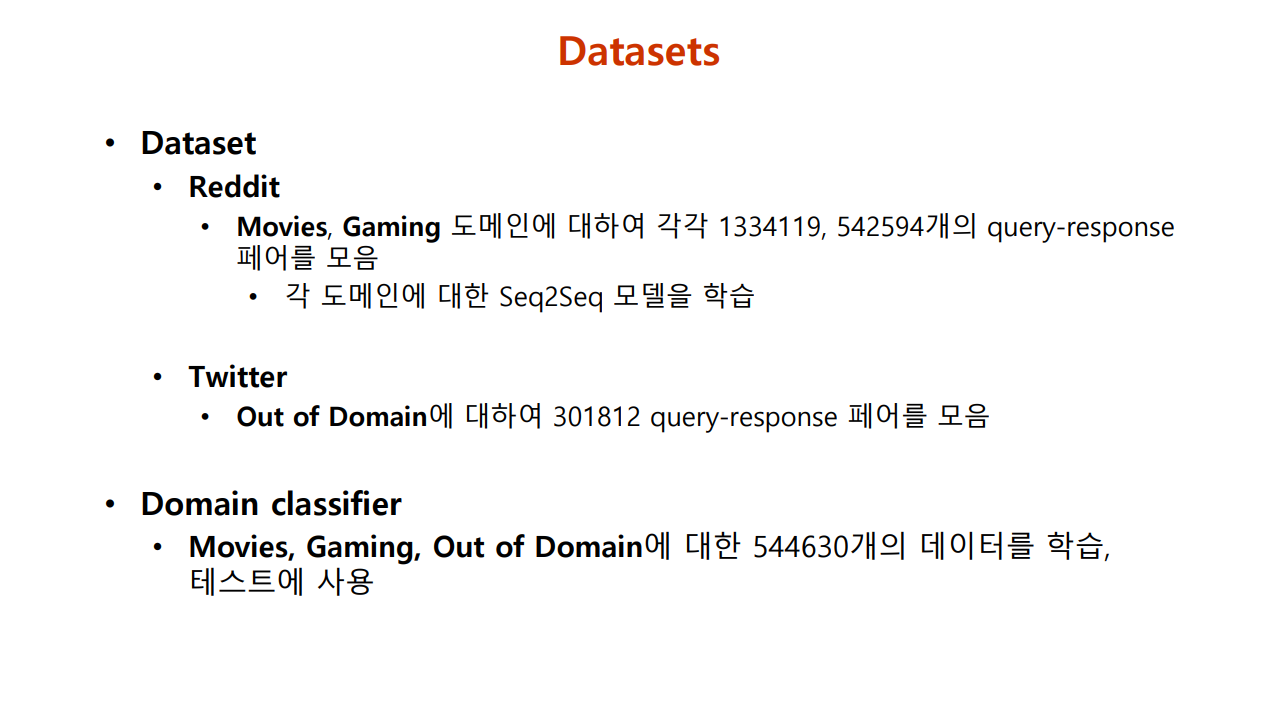 Datasets
• Dataset
• Reddit
• Movies, Gaming 도메인에 대하여 각각 1334119, 542594개의 query-response
페어를 모음
• 각 도메인에 대한 Seq2Seq 모델을 학습
• Twitter
• Out of Domain에 대하여 301812 query-response 페어를 모음
• Domain classifier
• Movies, Gaming, Out of Domain에 대한 544630개의 데이터를 학습,
테스트에 사용